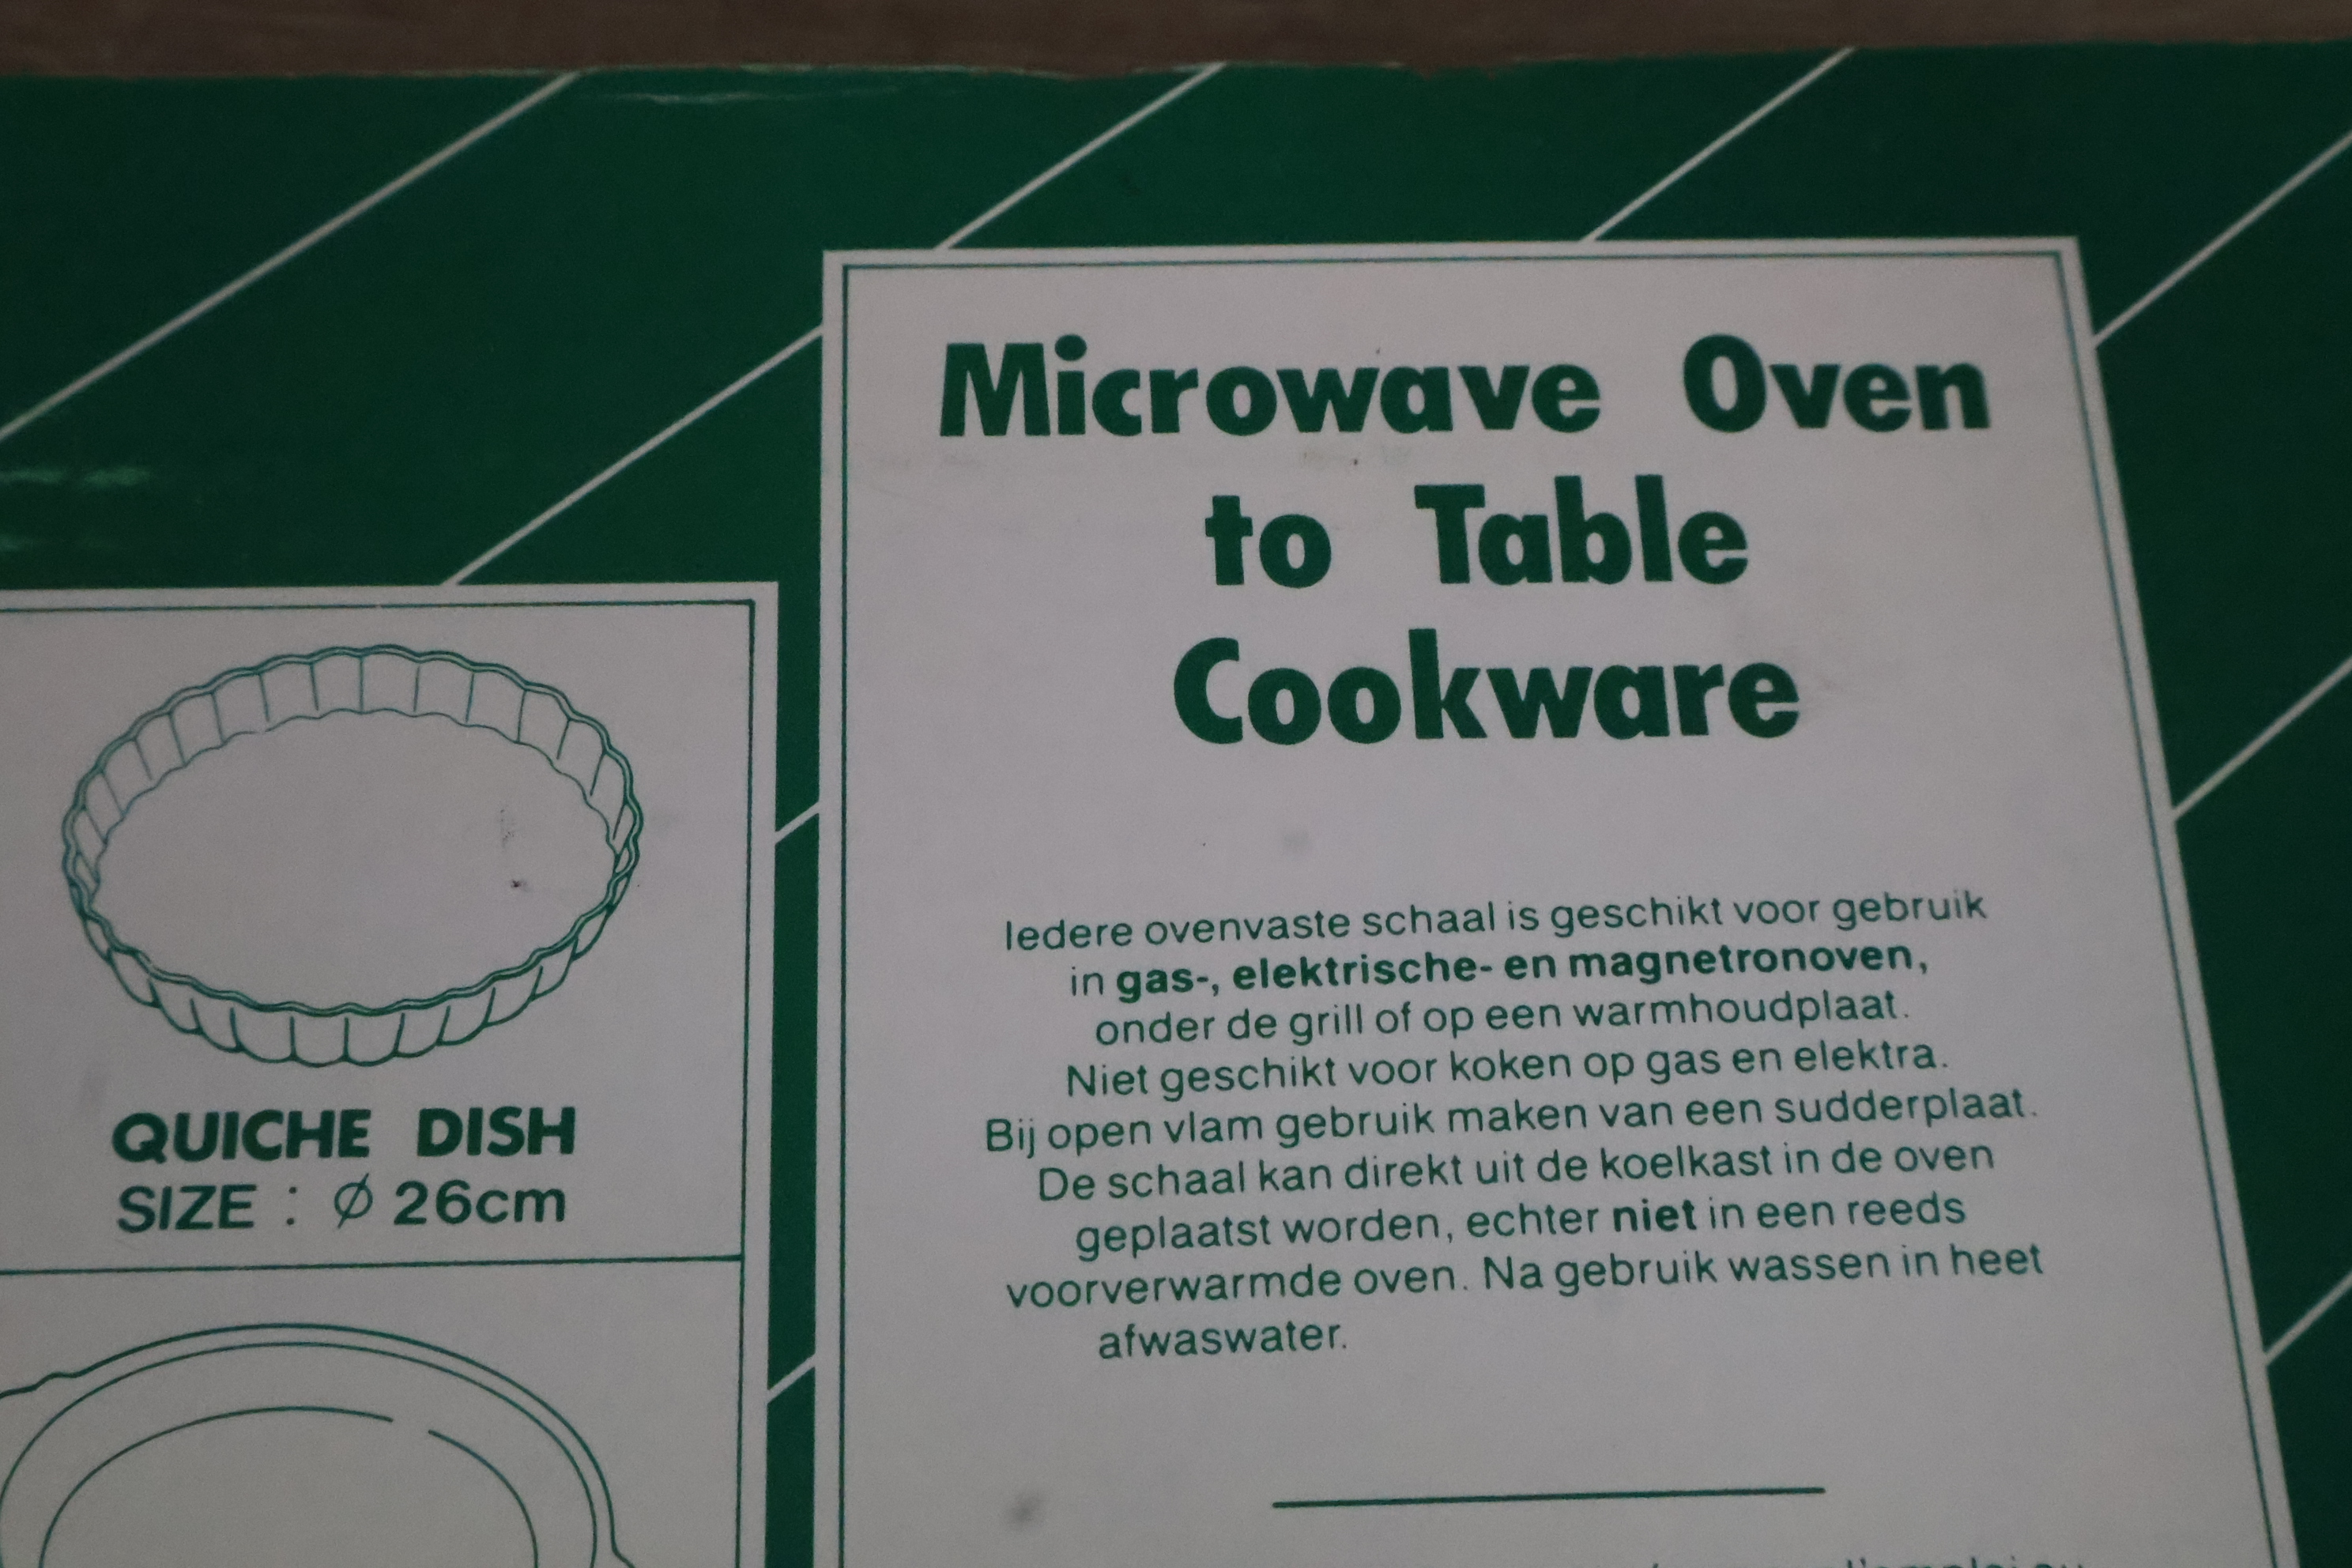 Microwave Oven
to Table
Cookware
Iedere ovenvaste schaal is geschikt voor gebruik
in gas-, elektrische- en magnetronoven,
onder de grill of op een warmhoudplaat.
Niet geschikt voor koken op gas en elektra.
Bij open vlam gebruik maken van een sudderplaat.
De schaal kan direkt uit de koelkast in de oven
geplaatst worden, echter niet in een reeds
voorverwarmde oven. Na gebruik wassen in heet
afwaswater.
QUICHE DISH
SIZE : Ø 26cm